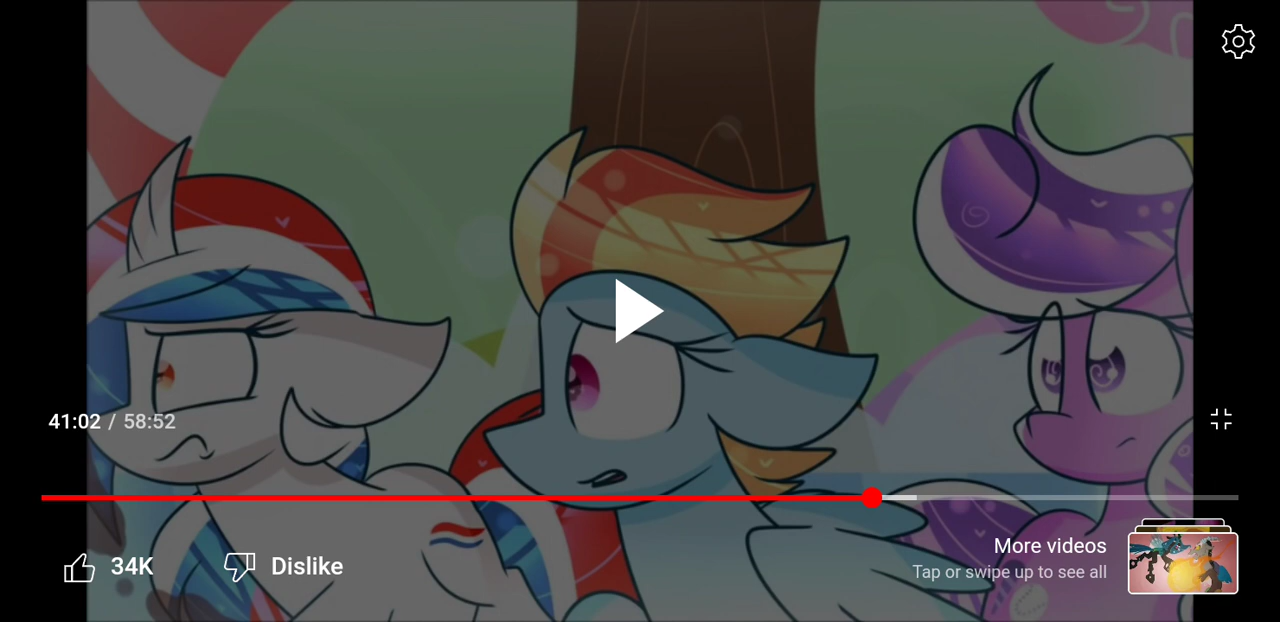 41:02 / 58:52
34K
Dislike
More videos
Tap or swipe up to see all